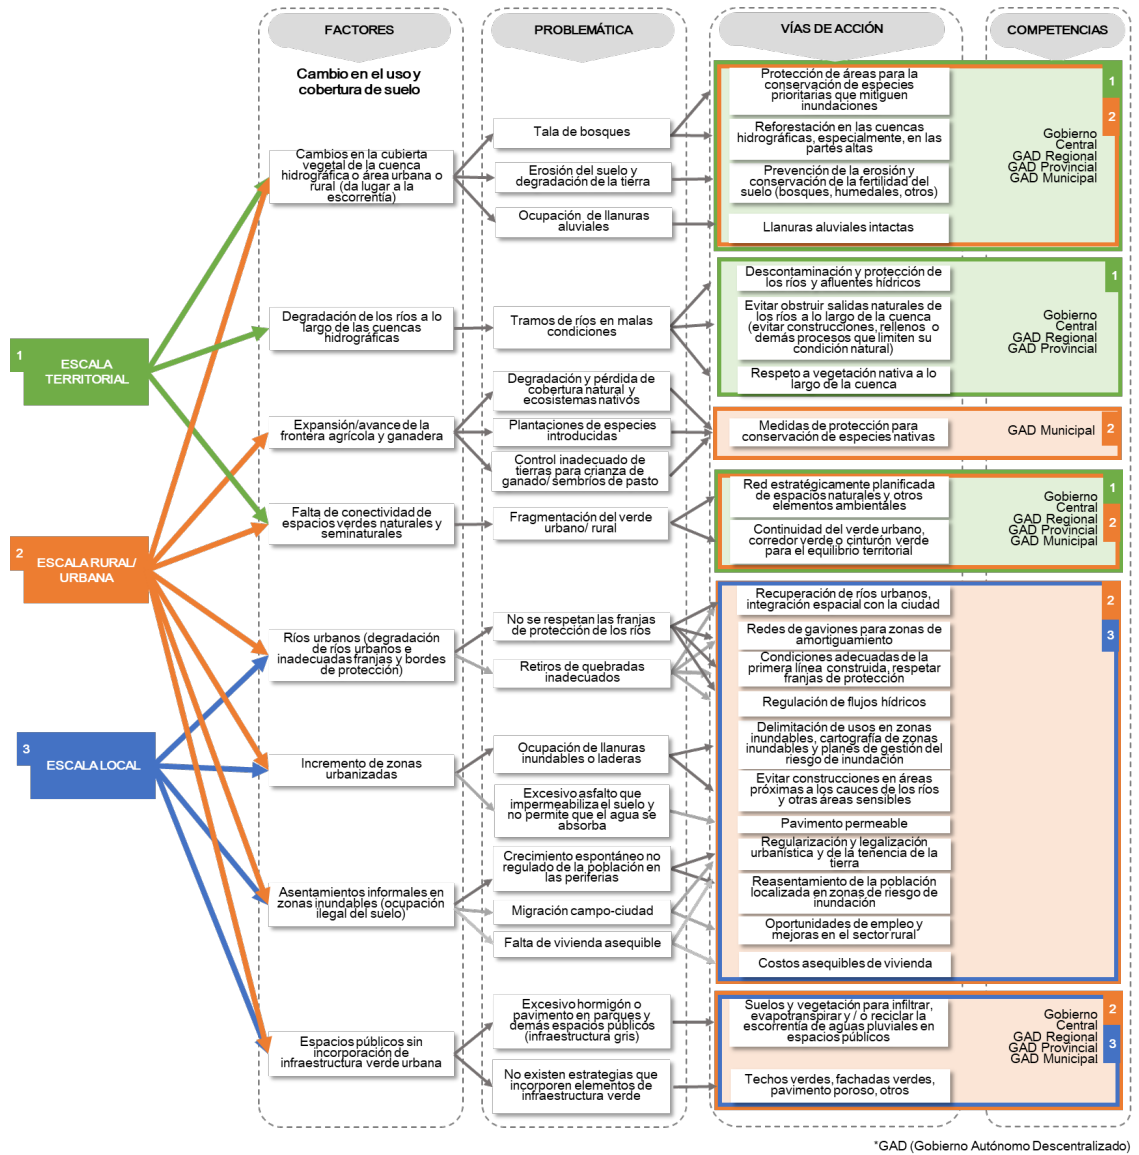 FACTORES
PROBLEMÁTICA
VÍAS DE ACCIÓN
COMPETENCIAS
Cambio en el uso y
cobertura de suelo
1
ESCALA
TERRITORIAL
2
ESCALA RURAL/
URBANA
3
ESCALA LOCAL
Cambios en la cubierta
vegetal de la cuenca
hidrográfica o área urbana o
rural (da lugar a la
escorrentía)
Tala de bosques
Erosión del suelo y
degradación de la tierra
Ocupación de llanuras
aluviales
Protección de áreas para la
conservación de especies
prioritarias que mitiguen
inundaciones
Reforestación en las cuencas
hidrográficas, especialmente, en las
partes altas
Prevención de la erosión y
conservación de la fertilidad del
suelo (bosques, humedales, otros)
Llanuras aluviales intactas
1
2
Gobierno
Central
GAD Regional
GAD Provincial
GAD Municipal
Degradación de los ríos a lo
largo de las cuencas
hidrográficas
Tramos de ríos en malas
condiciones
Descontaminación y protección de
los ríos y afluentes hídricos
Evitar obstruir salidas naturales de
los ríos a lo largo de la cuenca
(evitar construcciones, rellenos o
demás procesos que limiten su
condición natural)
Respeto a vegetación nativa a lo
largo de la cuenca
1
Gobierno
Central
GAD Regional
GAD Provincial
Expansión/avance de la
frontera agrícola y ganadera
Degradación y pérdida de
cobertura natural y
ecosistemas nativos
Plantaciones de especies
introducidas
Control inadecuado de
tierras para crianza de
ganado/ sembríos de pasto
Medidas de protección para
conservación de especies nativas
GAD Municipal
2
Falta de conectividad de
espacios verdes naturales y
seminaturales
Fragmentación del verde
urbano/ rural
Red estratégicamente planificada
de espacios naturales y otros
elementos ambientales
Continuidad del verde urbano,
corredor verde o cinturón verde
para el equilibrio territorial
1
2
Gobierno
Central
GAD Regional
GAD Provincial
GAD Municipal
Ríos urbanos (degradación
de ríos urbanos e
inadecuadas franjas y bordes
de protección)
No se respetan las franjas
de protección de los ríos
Retiros de quebradas
inadecuados
Recuperación de ríos urbanos,
integración espacial con la ciudad
Redes de gaviones para zonas de
amortiguamiento
Condiciones adecuadas de la
primera línea construida, respetar
franjas de protección
Regulación de flujos hídricos
2
3
Incremento de zonas
urbanizadas
Ocupación de llanuras
inundables o laderas
Excesivo asfalto que
impermeabiliza el suelo y
no permite que el agua se
absorba
Delimitación de usos en zonas
inundables, cartografía de zonas
inundables y planes de gestión del
riesgo de inundación
Evitar construcciones en áreas
próximas a los cauces de los ríos
y otras áreas sensibles
Pavimento permeable
Asentamientos informales en
zonas inundables (ocupación
ilegal del suelo)
Crecimiento espontáneo no
regulado de la población en
las periferias
Migración campo-ciudad
Falta de vivienda asequible
Regularización y legalización
urbanística y de la tenencia de la
tierra
Reasentamiento de la población
localizada en zonas de riesgo de
inundación
Oportunidades de empleo y
mejoras en el sector rural
Costos asequibles de vivienda
Espacios públicos sin
incorporación de
infraestructura verde urbana
Excesivo hormigón o
pavimento en parques y
demás espacios públicos
(infraestructura gris)
No existen estrategias que
incorporen elementos de
infraestructura verde
Suelos y vegetación para infiltrar,
evapotranspirar y / o reciclar la
escorrentía de aguas pluviales en
espacios públicos
Techos verdes, fachadas verdes,
pavimento poroso, otros
2
3
Gobierno
Central
GAD Regional
GAD Provincial
GAD Municipal
*GAD (Gobierno Autónomo Descentralizado)